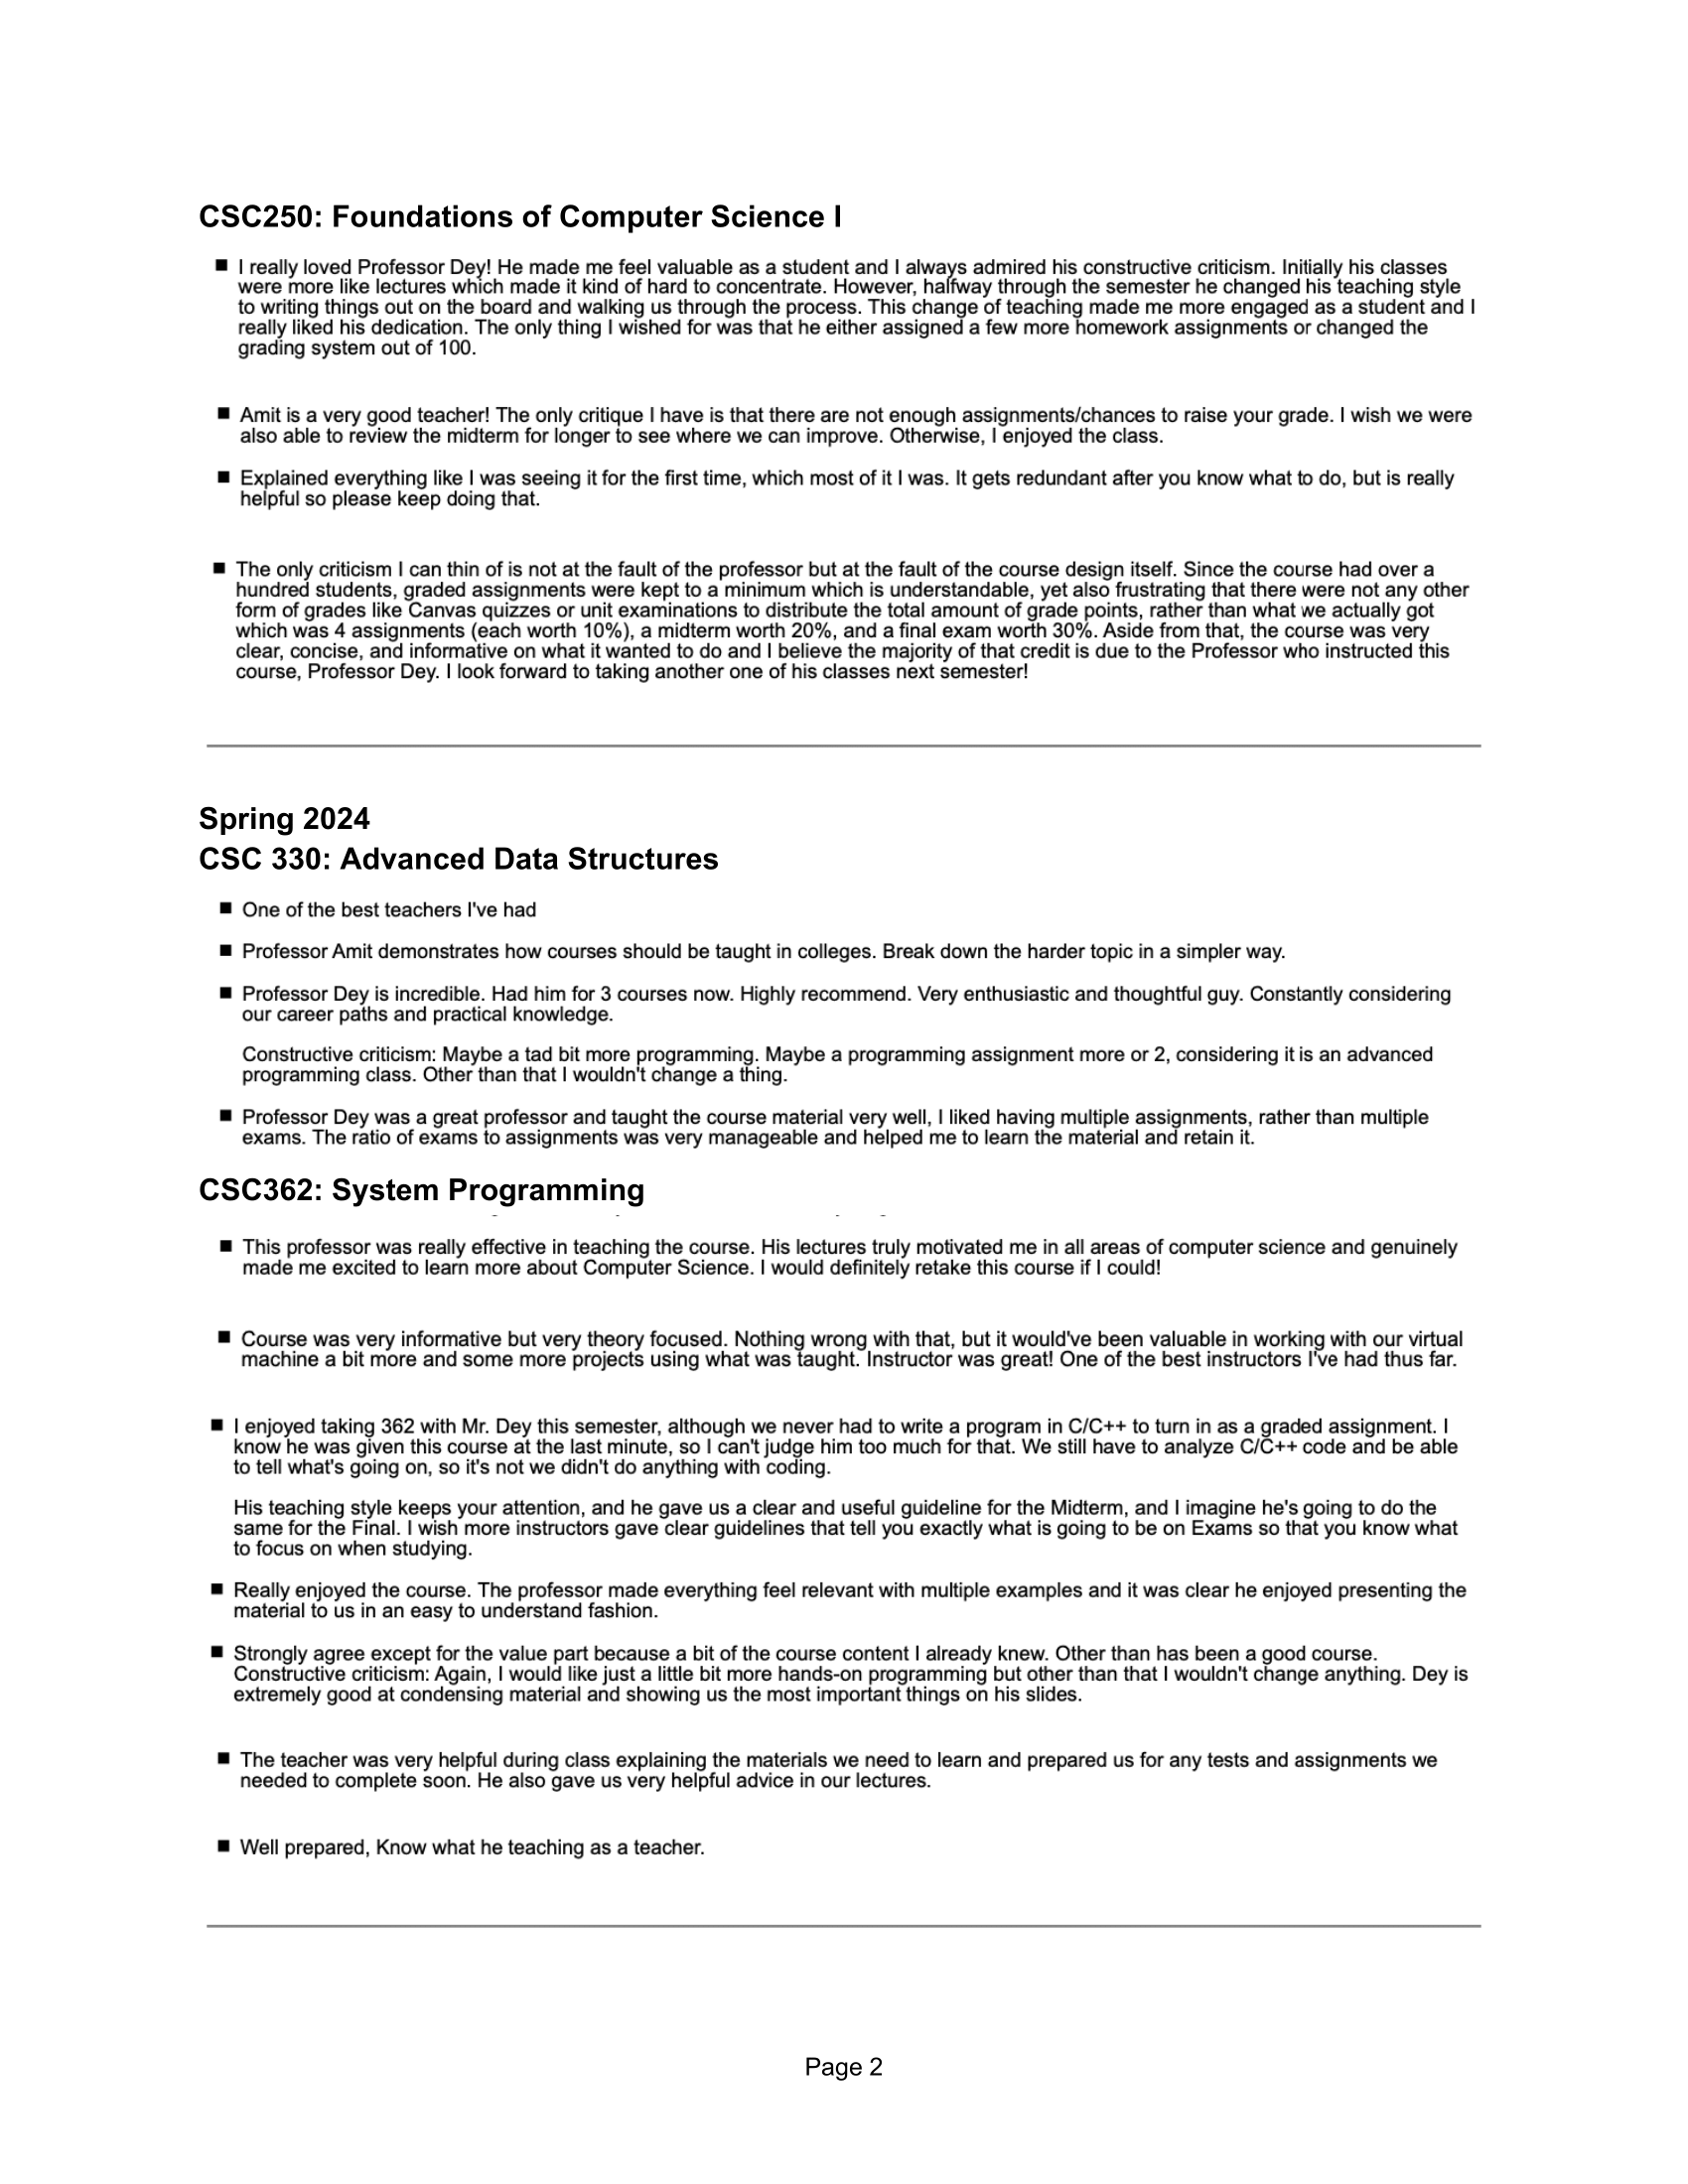 CSC250: Foundations of Computer Science I
■ I really loved Professor Dey! He made me feel valuable as a student and I always admired his constructive criticism. Initially his classes
were more like lectures which made it kind of hard to concentrate. However, halfway through the semester he changed his teaching style
to writing things out on the board and walking us through the process. This change of teaching made me more engaged as a student and I
really liked his dedication. The only thing I wished for was that he either assigned a few more homework assignments or changed the
grading system out of 100.
■ Amit is a very good teacher! The only critique I have is that there are not enough assignments/chances to raise your grade. I wish we were
also able to review the midterm for longer to see where we can improve. Otherwise, I enjoyed the class.
■ Explained everything like I was seeing it for the first time, which most of it I was. It gets redundant after you know what to do, but is really
helpful so please keep doing that.
■ The only criticism I can thin of is not at the fault of the professor but at the fault of the course design itself. Since the course had over a
hundred students, graded assignments were kept to a minimum which is understandable, yet also frustrating that there were not any other
form of grades like Canvas quizzes or unit examinations to distribute the total amount of grade points, rather than what we actually got
which was 4 assignments (each worth 10%), a midterm worth 20%, and a final exam worth 30%. Aside from that, the course was very
clear, concise, and informative on what it wanted to do and I believe the majority of that credit is due to the Professor who instructed this
course, Professor Dey. I look forward to taking another one of his classes next semester!
Spring 2024
CSC 330: Advanced Data Structures
■ One of the best teachers I've had
■ Professor Amit demonstrates how courses should be taught in colleges. Break down the harder topic in a simpler way.
■ Professor Dey is incredible. Had him for 3 courses now. Highly recommend. Very enthusiastic and thoughtful guy. Constantly considering
our career paths and practical knowledge.
Constructive criticism: Maybe a tad bit more programming. Maybe a programming assignment more or 2, considering it is an advanced
programming class. Other than that I wouldn't change a thing.
■ Professor Dey was a great professor and taught the course material very well, I liked having multiple assignments, rather than multiple
exams. The ratio of exams to assignments was very manageable and helped me to learn the material and retain it.
CSC362: System Programming
■ This professor was really effective in teaching the course. His lectures truly motivated me in all areas of computer science and genuinely
made me excited to learn more about Computer Science. I would definitely retake this course if I could!
■ Course was very informative but very theory focused. Nothing wrong with that, but it would've been valuable in working with our virtual
machine a bit more and some more projects using what was taught. Instructor was great! One of the best instructors I've had thus far.
■ I enjoyed taking 362 with Mr. Dey this semester, although we never had to write a program in C/C++ to turn in as a graded assignment. I
know he was given this course at the last minute, so I can't judge him too much for that. We still have to analyze C/C++ code and be able
to tell what's going on, so it's not we didn't do anything with coding.
His teaching style keeps your attention, and he gave us a clear and useful guideline for the Midterm, and I imagine he's going to do the
same for the Final. I wish more instructors gave clear guidelines that tell you exactly what is going to be on Exams so that you know what
to focus on when studying.
■ Really enjoyed the course. The professor made everything feel relevant with multiple examples and it was clear he enjoyed presenting the
material to us in an easy to understand fashion.
■ Strongly agree except for the value part because a bit of the course content I already knew. Other than has been a good course.
Constructive criticism: Again, I would like just a little bit more hands-on programming but other than that I wouldn't change anything. Dey is
extremely good at condensing material and showing us the most important things on his slides.
■ The teacher was very helpful during class explaining the materials we need to learn and prepared us for any tests and assignments we
needed to complete soon. He also gave us very helpful advice in our lectures.
■ Well prepared, Know what he teaching as a teacher.
Page 2